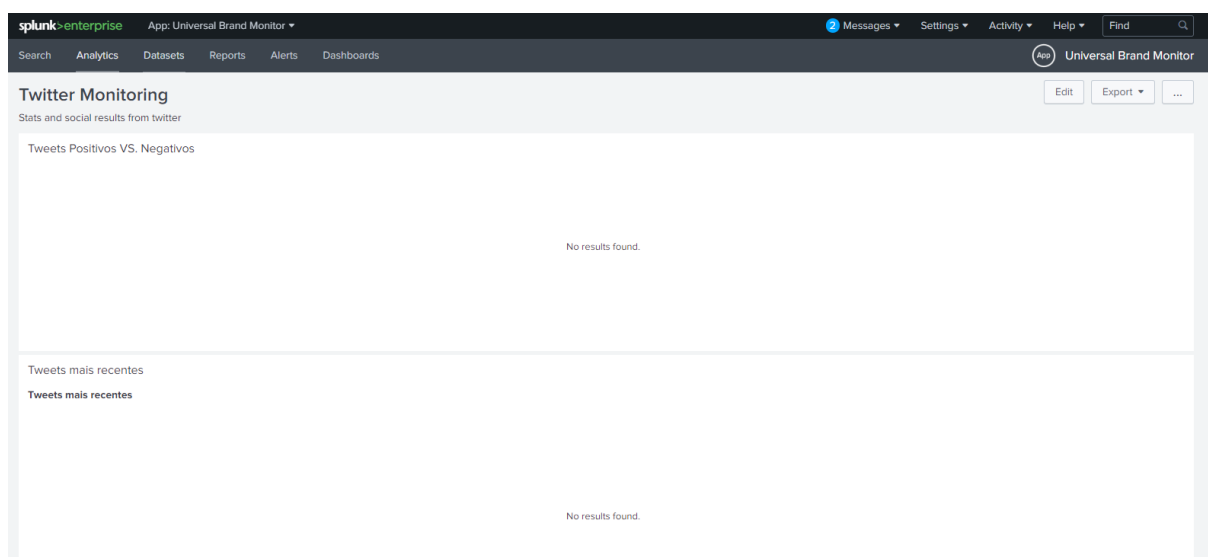 splunk>enterprise App: Universal Brand Monitor 2 Messages Settings Activity Help Find
Search Analytics Datasets Reports Alerts Dashboards App Universal Brand Monitor
Twitter Monitoring Edit Export ...
Stats and social results from twitter
Tweets Positivos VS. Negativos
No results found.
Tweets mais recentes
Tweets mais recentes
No results found.